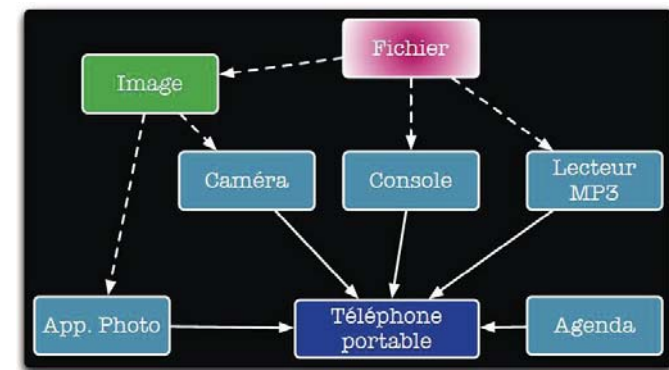 Fichier
Image
Caméra
Console
Lecteur
MP3
App. Photo
Téléphone
portable
Agenda